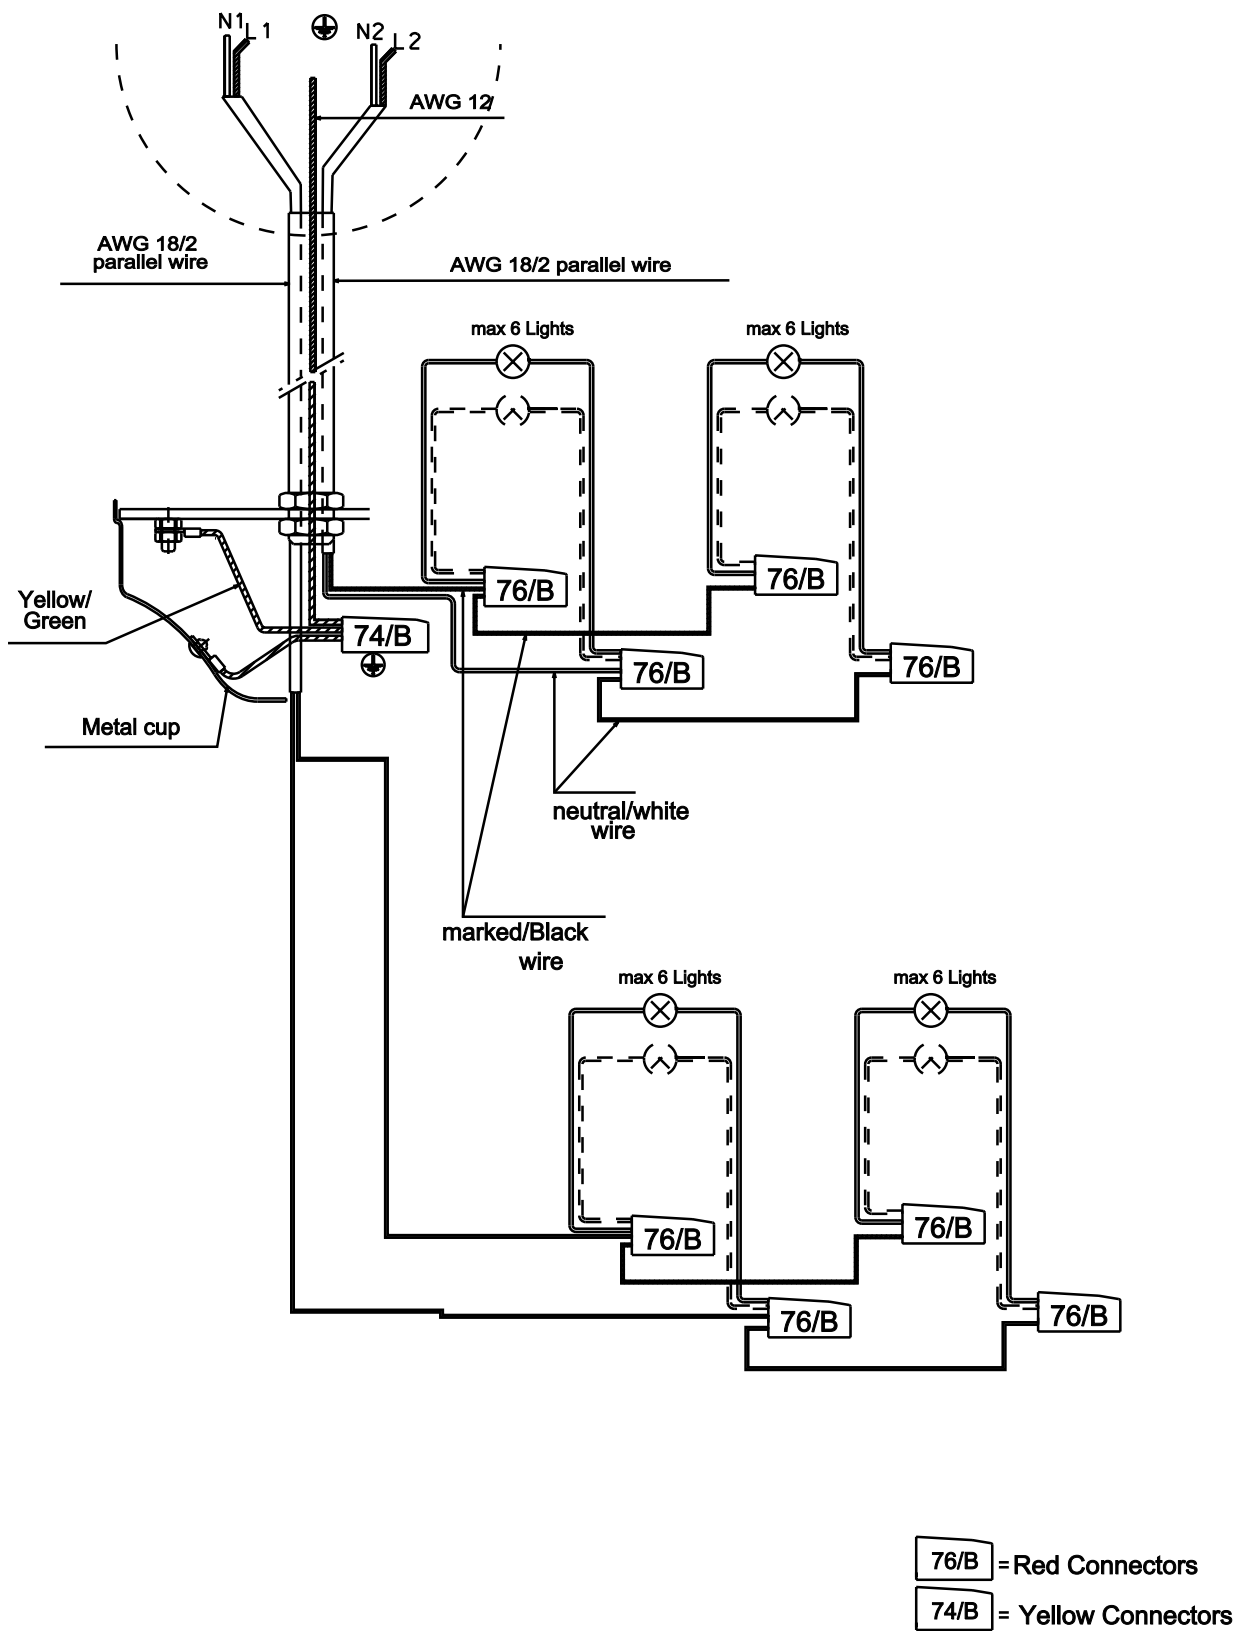 N1
L1
N2
L2
AWG 12
AWG 18/2
parallel wire
AWG 18/2 parallel wire
max 6 Lights
max 6 Lights
76/B
76/B
Yellow/
Green
74/B
76/B
76/B
Metal cup
neutral/white
wire
marked/Black
wire
max 6 Lights
max 6 Lights
76/B
76/B
76/B
76/B
76/B = Red Connectors
74/B = Yellow Connectors